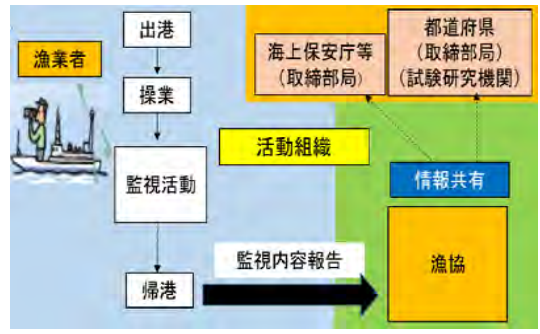 出港
漁業者
操業
監視活動
帰港
海上保安庁等
（取締部局）
都道府県
（取締部局）
（試験研究機関）
活動組織
情報共有
監視内容報告
漁協